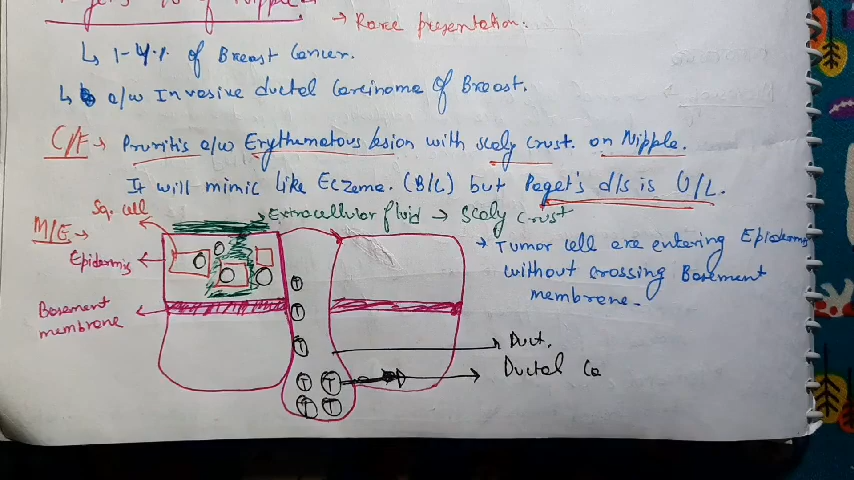 of Nipple → Rare presentation.
↳ 1-4% of Breast Cancer.
↳ a/w Invasive ductal Carcinoma of Breast.
C/F → Pruritis a/w Erythematous lesion with scaly crust. on Nipple.
It will mimic like Eczema. (B/L) but Paget's d/s is U/L.
M/E →
Sq. cell
Extracellular fluid → scaly crust
Epidermis
Basement membrane
→ Tumor cell are entering Epidermis
without crossing Basement
membrane.
T
T
T
T T
T T
Duct.
Ductal Ca